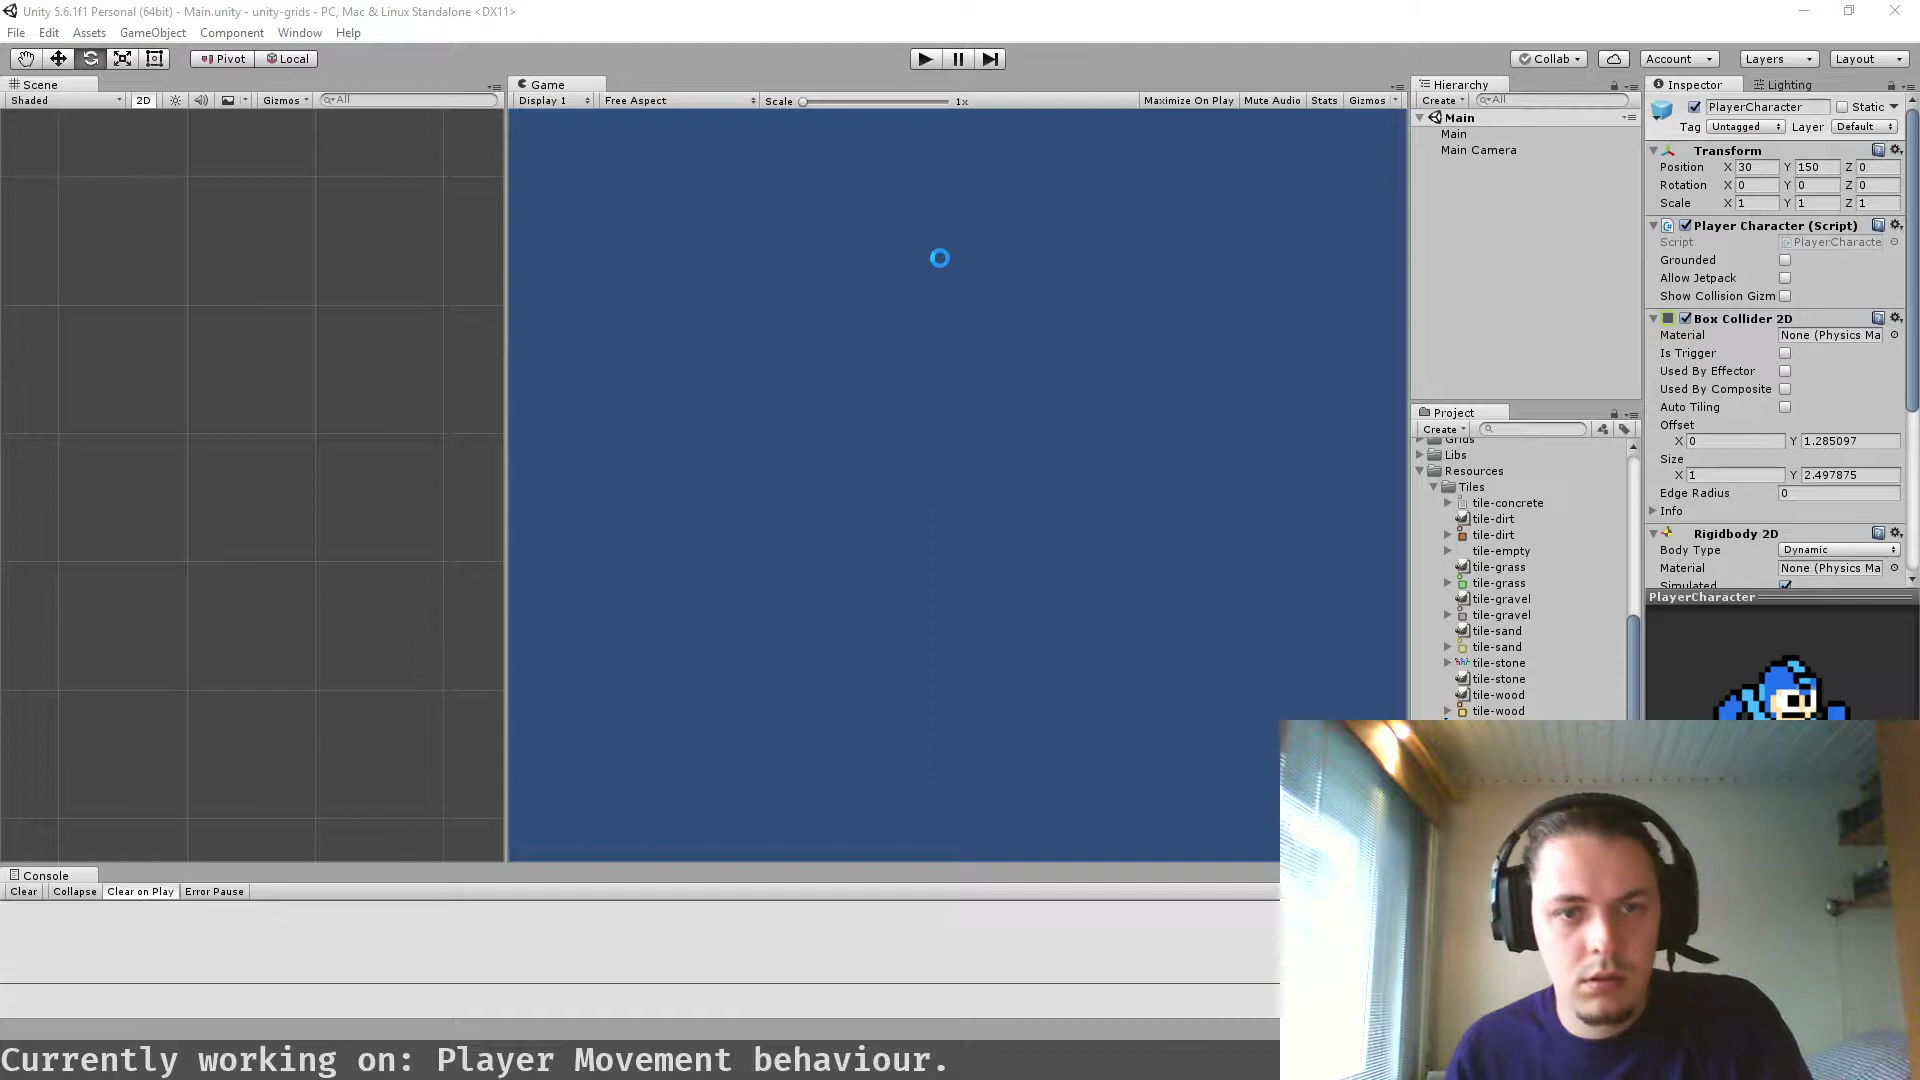 Unity 5.6.1f1 Personal (64bit) - Main.unity - unity-grids - PC, Mac & Linux Standalone <DX11>
File Edit Assets GameObject Component Window Help
Pivot Local Collab Account Layers Layout
Scene Game Hierarchy Inspector Lighting
Shaded 2D Gizmos All
Display 1 Free Aspect Scale 1x Maximize On Play Mute Audio Stats Gizmos
Create All
Main
Main
Main Camera
PlayerCharacter Static
Tag Untagged Layer Default
Transform
Position X 30 Y 150 Z 0
Rotation X 0 Y 0 Z 0
Scale X 1 Y 1 Z 1
Player Character (Script)
Script PlayerCharacte
Grounded
Allow Jetpack
Show Collision Gizm
Box Collider 2D
Material None (Physics Ma
Is Trigger
Used By Effector
Used By Composite
Auto Tiling
Offset
X 0 Y 1.285097
Size
X 1 Y 2.497875
Edge Radius 0
Info
Rigidbody 2D
Body Type Dynamic
Material None (Physics Ma
Simulated
PlayerCharacter
Project
Create
Grids
Libs
Resources
Tiles
tile-concrete
tile-dirt
tile-dirt
tile-empty
tile-grass
tile-grass
tile-gravel
tile-gravel
tile-sand
tile-sand
tile-stone
tile-stone
tile-wood
tile-wood
Console
Clear Collapse Clear on Play Error Pause
Currently working on: Player Movement behaviour.